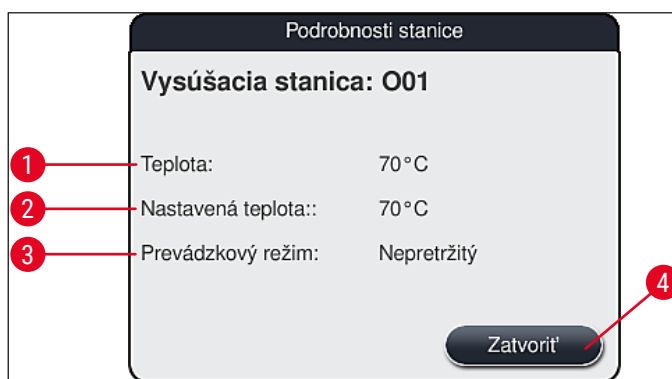 Podrobnosti stanice
Vysúšacia stanica: O01
1 Teplota: 70°C
2 Nastavená teplota:: 70°C
3 Prevádzkový režim: Nepretržitý
4
Zatvoriť